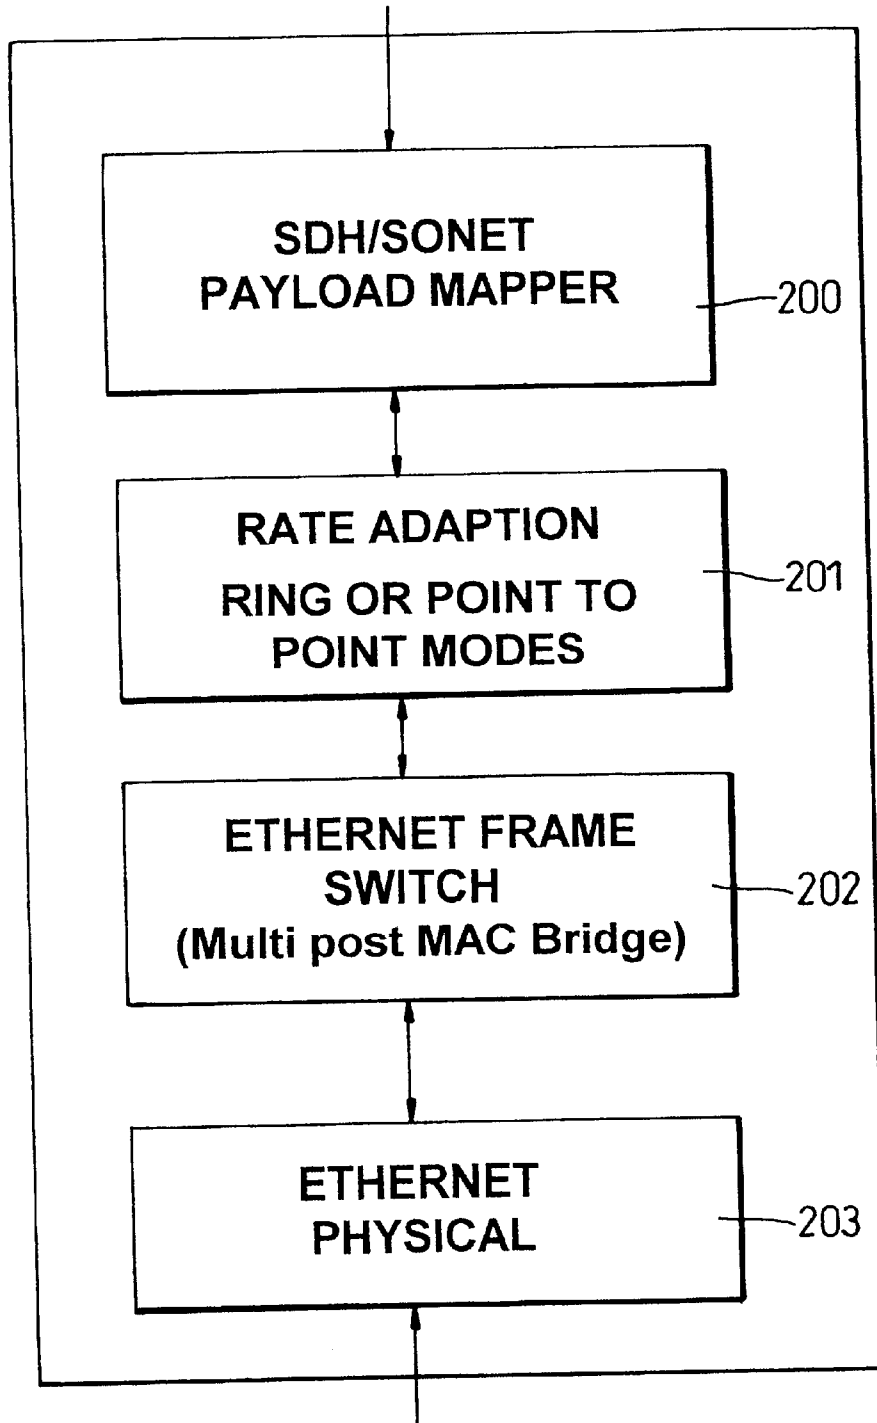 SDH/SONET
PAYLOAD MAPPER
200
RATE ADAPTION
RING OR POINT TO
POINT MODES
201
ETHERNET FRAME
SWITCH
(Multi post MAC Bridge)
202
ETHERNET
PHYSICAL
203